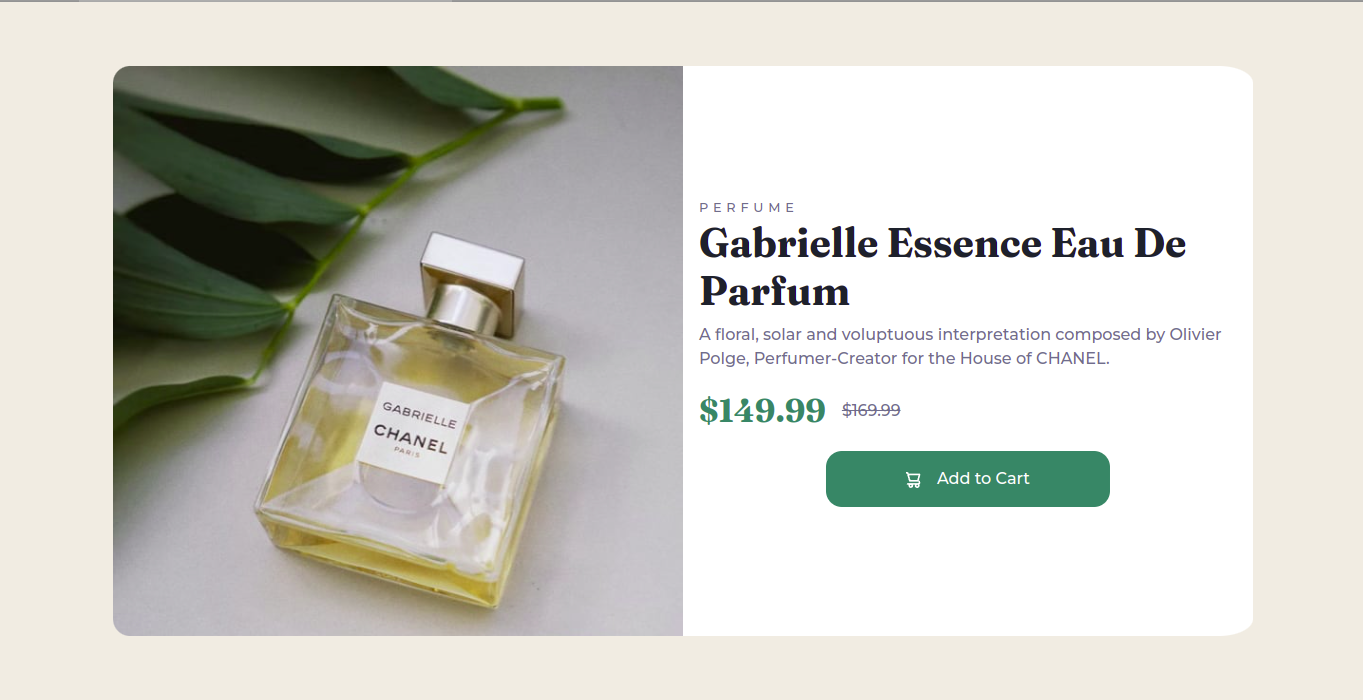 PERFUME
Gabrielle Essence Eau De
Parfum
A floral, solar and voluptuous interpretation composed by Olivier
Polge, Perfumer-Creator for the House of CHANEL.
$149.99 $169.99
Add to Cart
GABRIELLE
CHANEL
PARIS